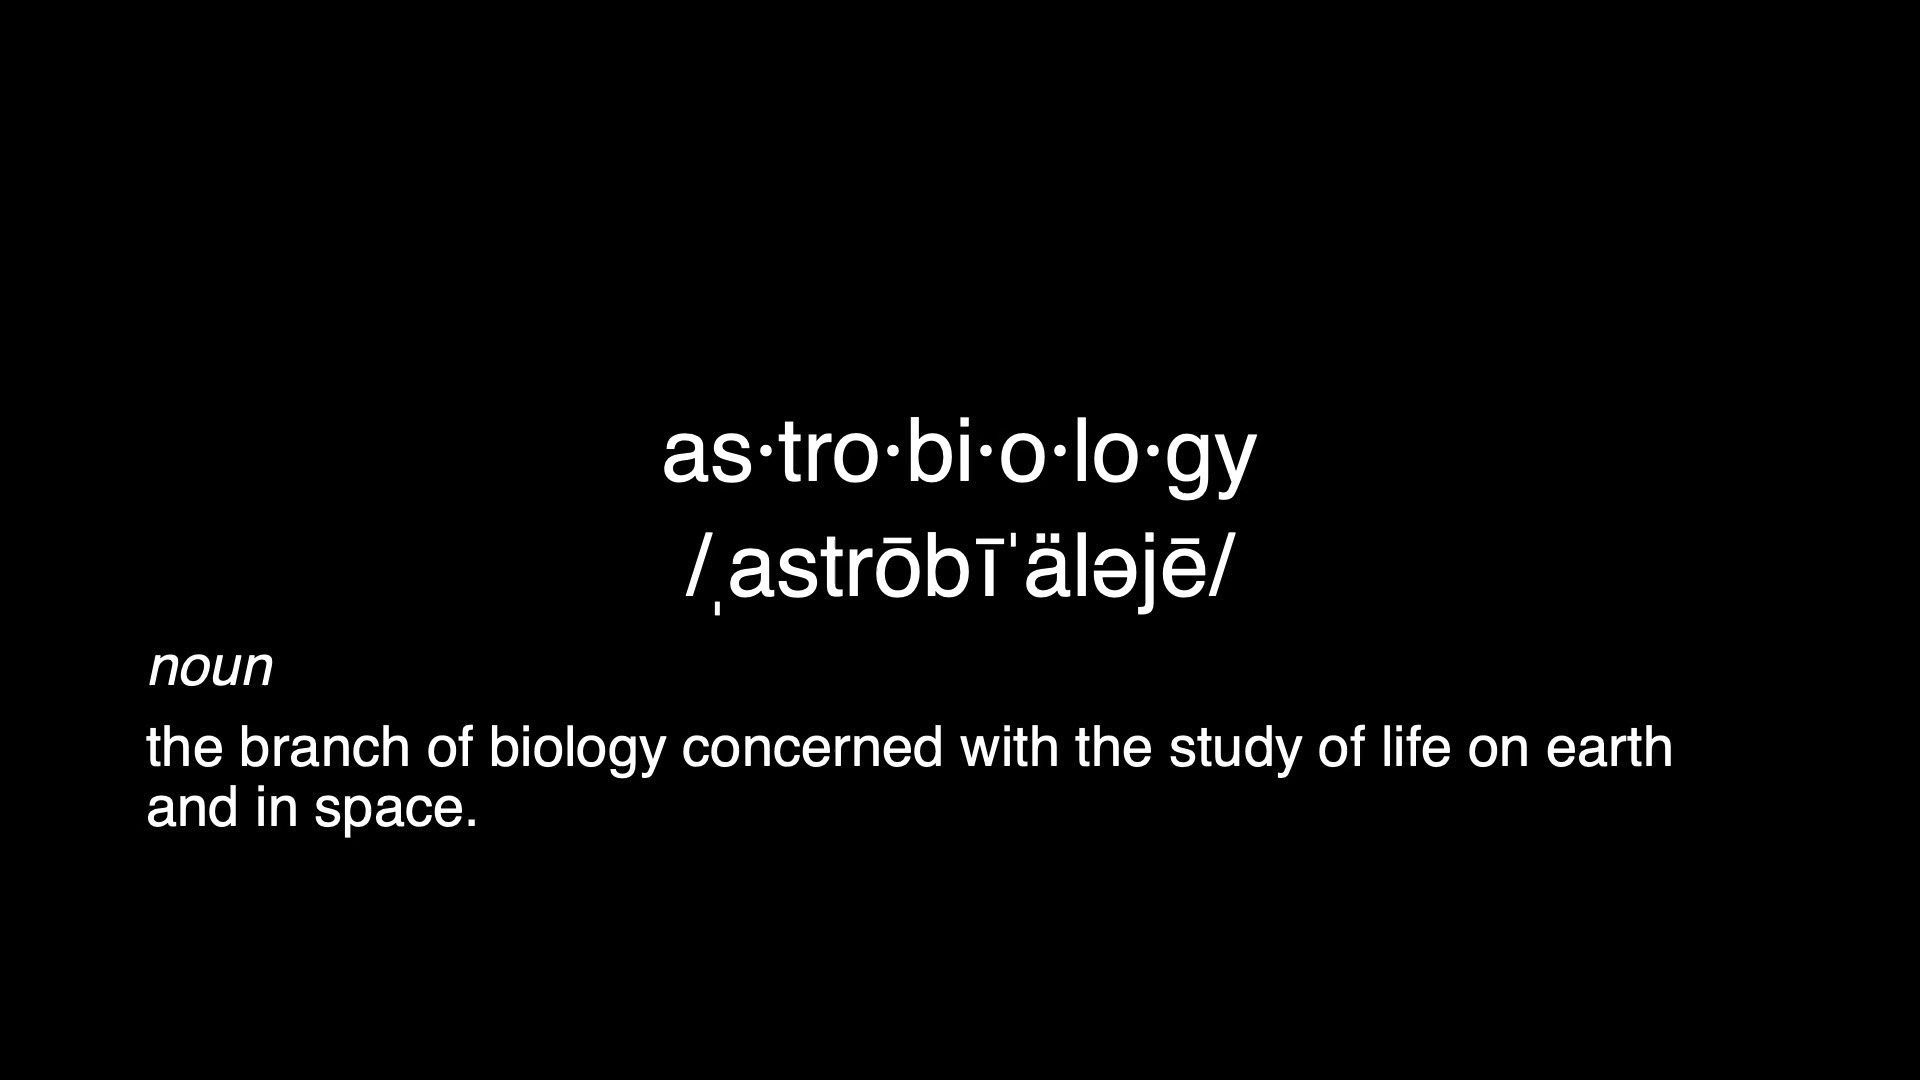 as·tro·bi·o·lo·gy
/ˌastrōbīˈäləjē/
noun
the branch of biology concerned with the study of life on earth
and in space.